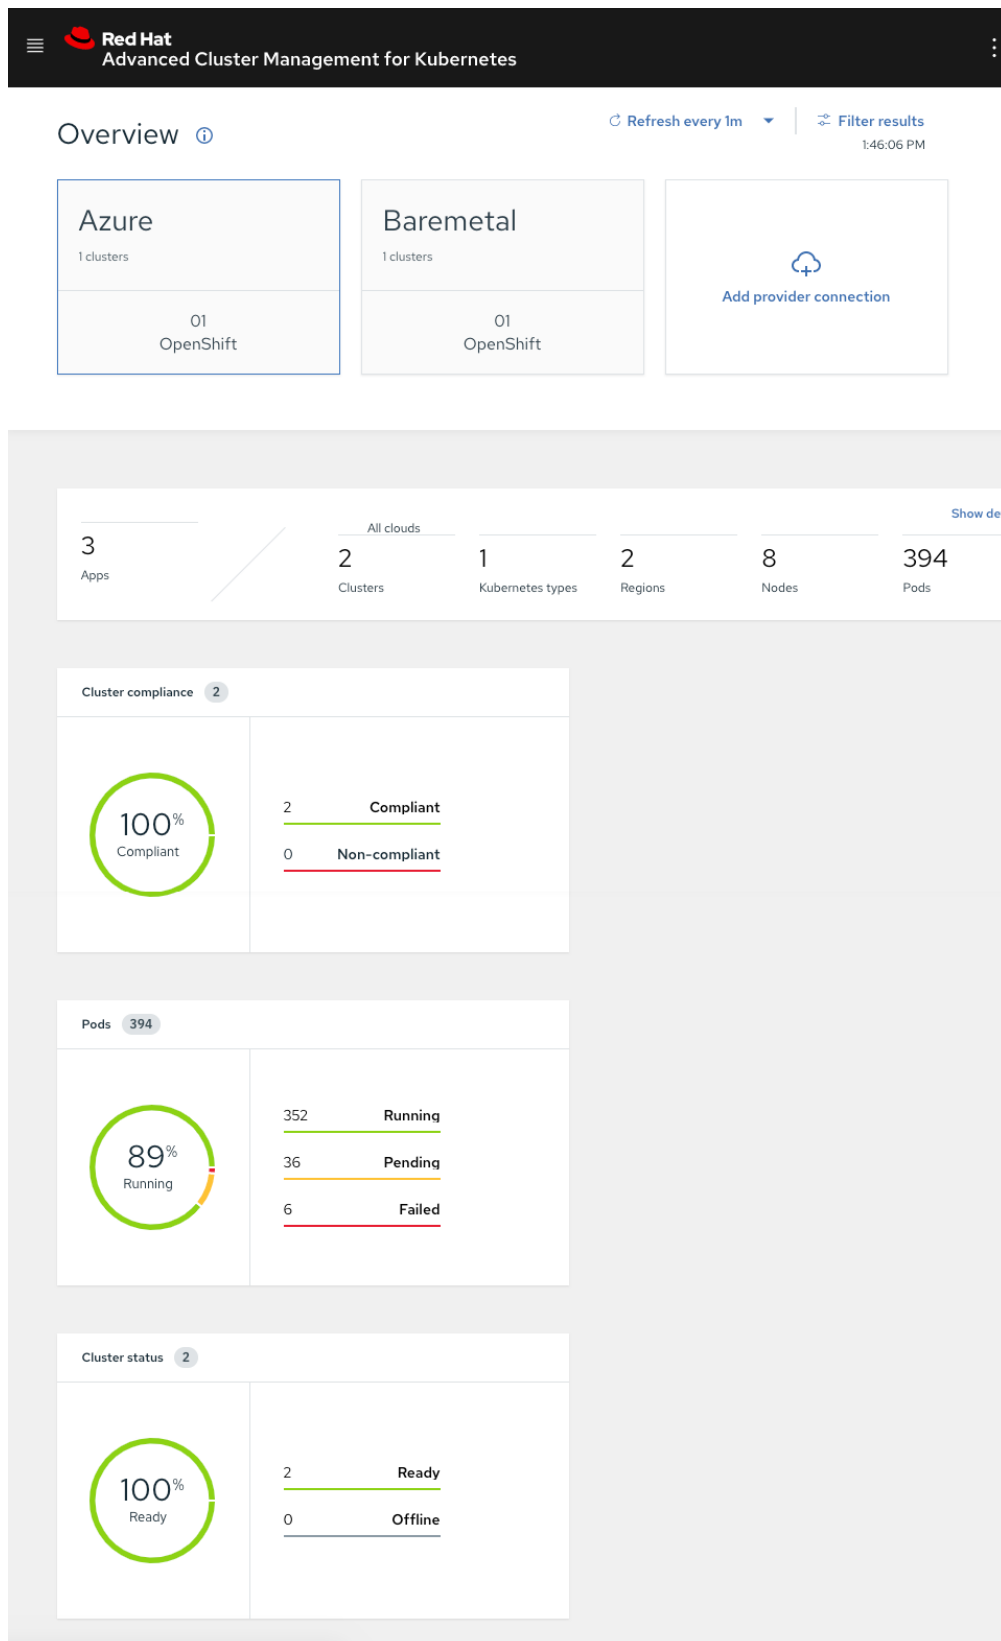 Red Hat
Advanced Cluster Management for Kubernetes
Overview
Refresh every 1m
Filter results
1:46:06 PM
Azure
1 clusters
01
OpenShift
Baremetal
1 clusters
01
OpenShift
Add provider connection
Show de
3
Apps
All clouds
2
Clusters
1
Kubernetes types
2
Regions
8
Nodes
394
Pods
Cluster compliance 2
100%
Compliant
2 Compliant
0 Non-compliant
Pods 394
89%
Running
352 Running
36 Pending
6 Failed
Cluster status 2
100%
Ready
2 Ready
0 Offline